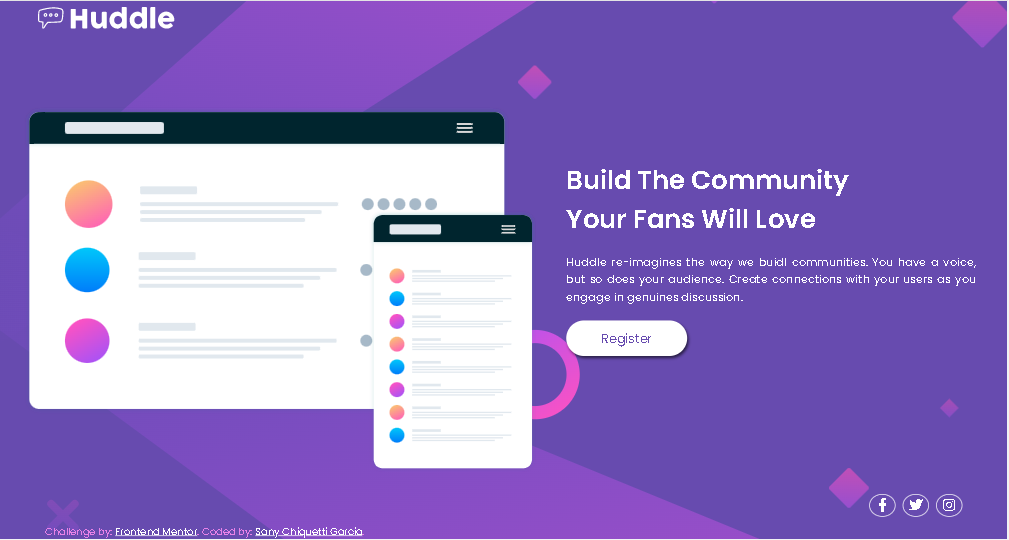 Huddle
Build The Community
Your Fans Will Love
Huddle re-imagines the way we buidl communities. You have a voice,
but so does your audience. Create connections with your users as you
engage in genuines discussion.
Register
Challenge by: Frontend Mentor. Coded by: Sany Chiquetti Garcia.